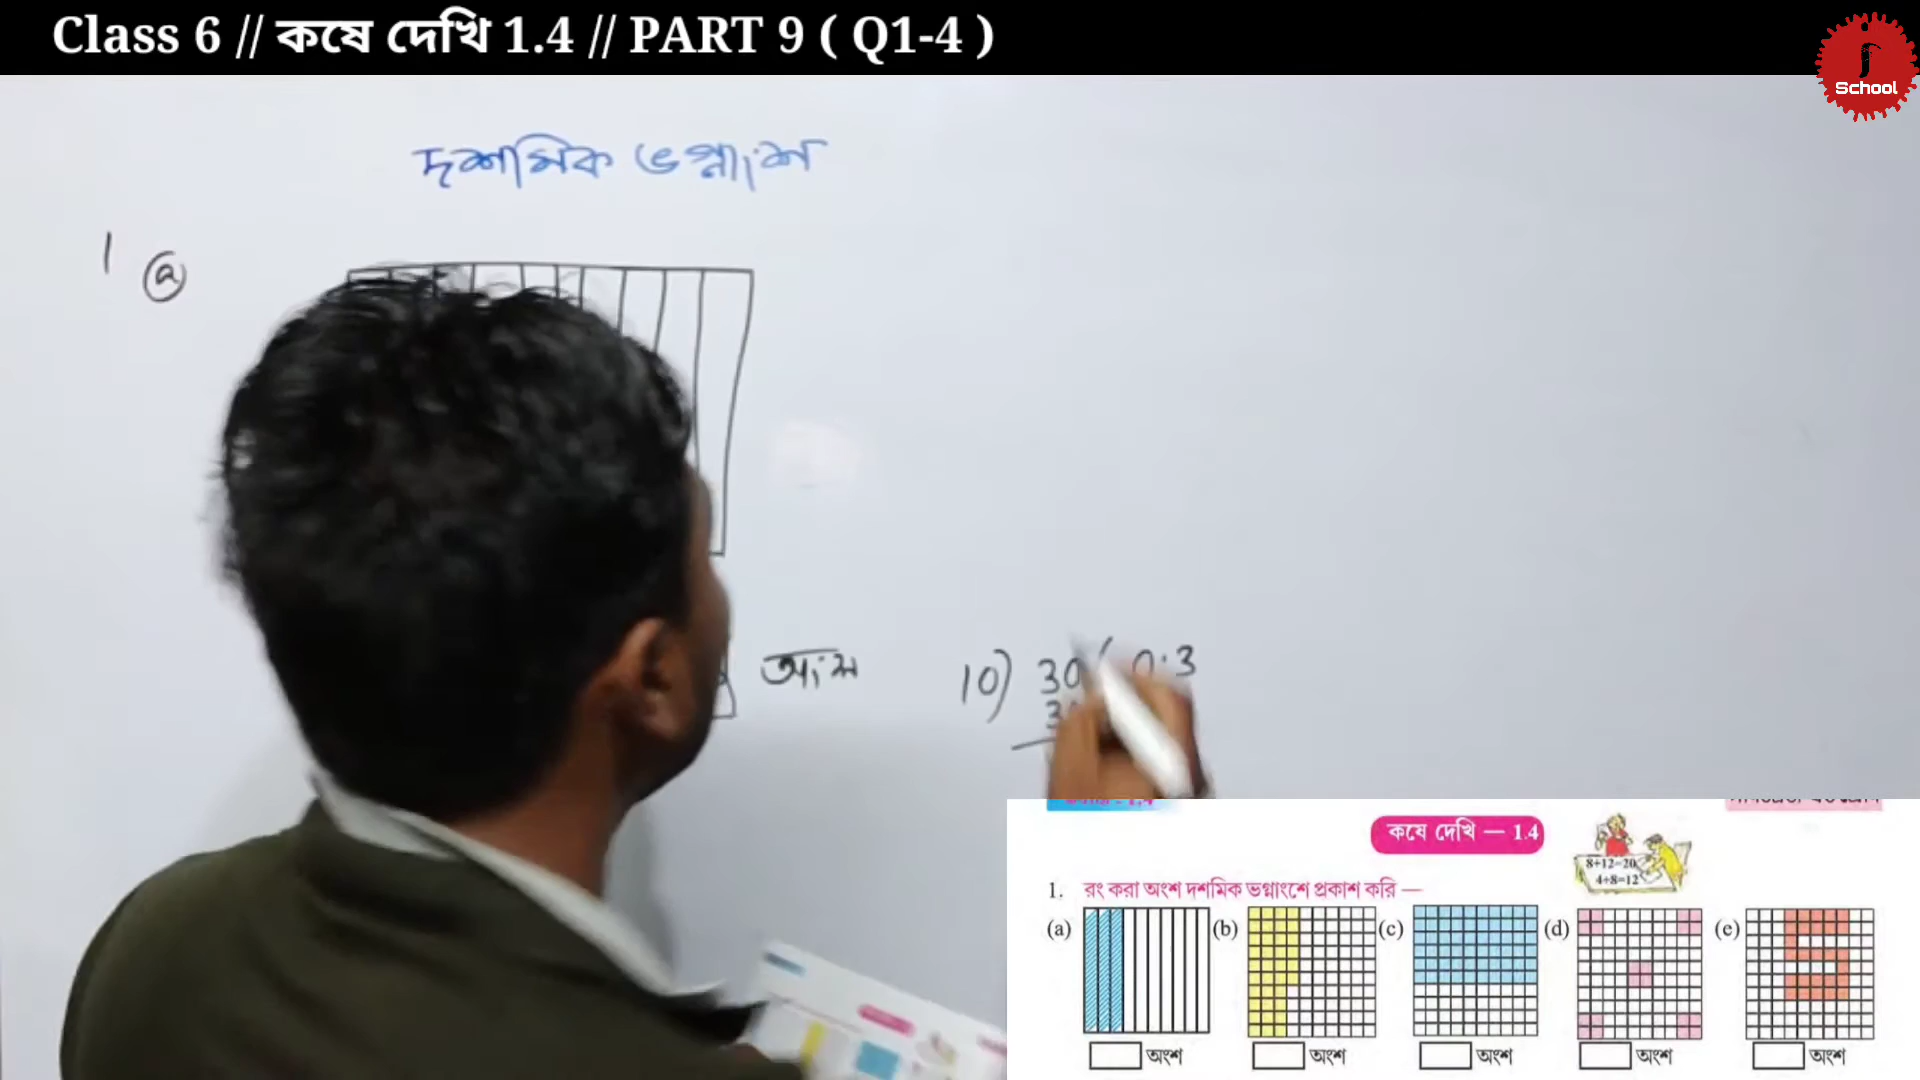 Class 6 // কষে দেখি 1.4 // PART 9 ( Q1-4 )
School
দশমিক ভগ্নাংশ
1 (a)
অংশ
10) 30 ( 0.3
কষে দেখি — 1.4
8+12=20
4+8=12
1. রং করা অংশ দশমিক ভগ্নাংশে প্রকাশ করি —
(a) (b) (c) (d) (e)
অংশ অংশ অংশ অংশ অংশ